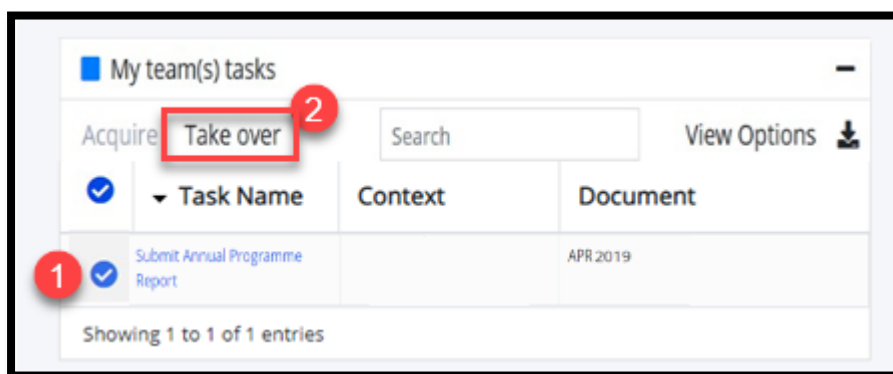 My team(s) tasks
2
Acquire Take over Search View Options
Task Name Context Document
1
Submit Annual Programme APR 2019
Report
Showing 1 to 1 of 1 entries